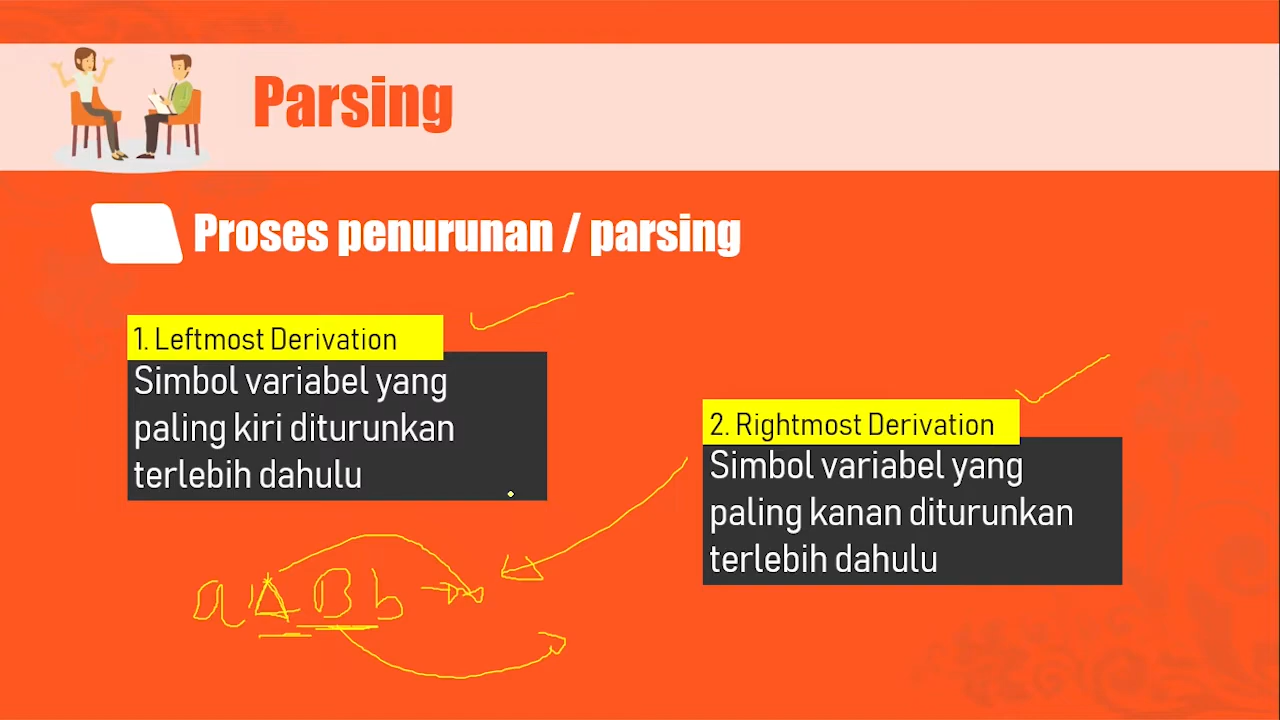 Parsing
Proses penurunan / parsing
1. Leftmost Derivation
Simbol variabel yang
paling kiri diturunkan
terlebih dahulu
2. Rightmost Derivation
Simbol variabel yang
paling kanan diturunkan
terlebih dahulu
a A B b →